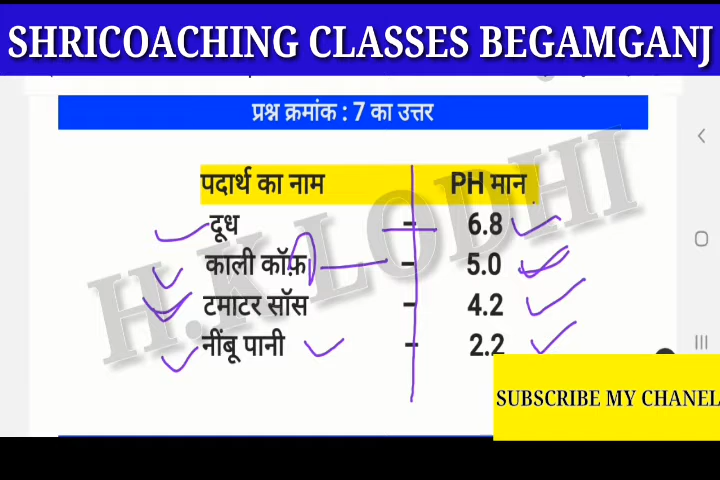 SHRICOACHING CLASSES BEGAMGANJ
प्रश्न क्रमांक : 7 का उत्तर
पदार्थ का नाम PH मान
दूध - 6.8
काली कॉफ़ी - 5.0
टमाटर सॉस - 4.2
नींबू पानी - 2.2
H.K LODHI
SUBSCRIBE MY CHANEL